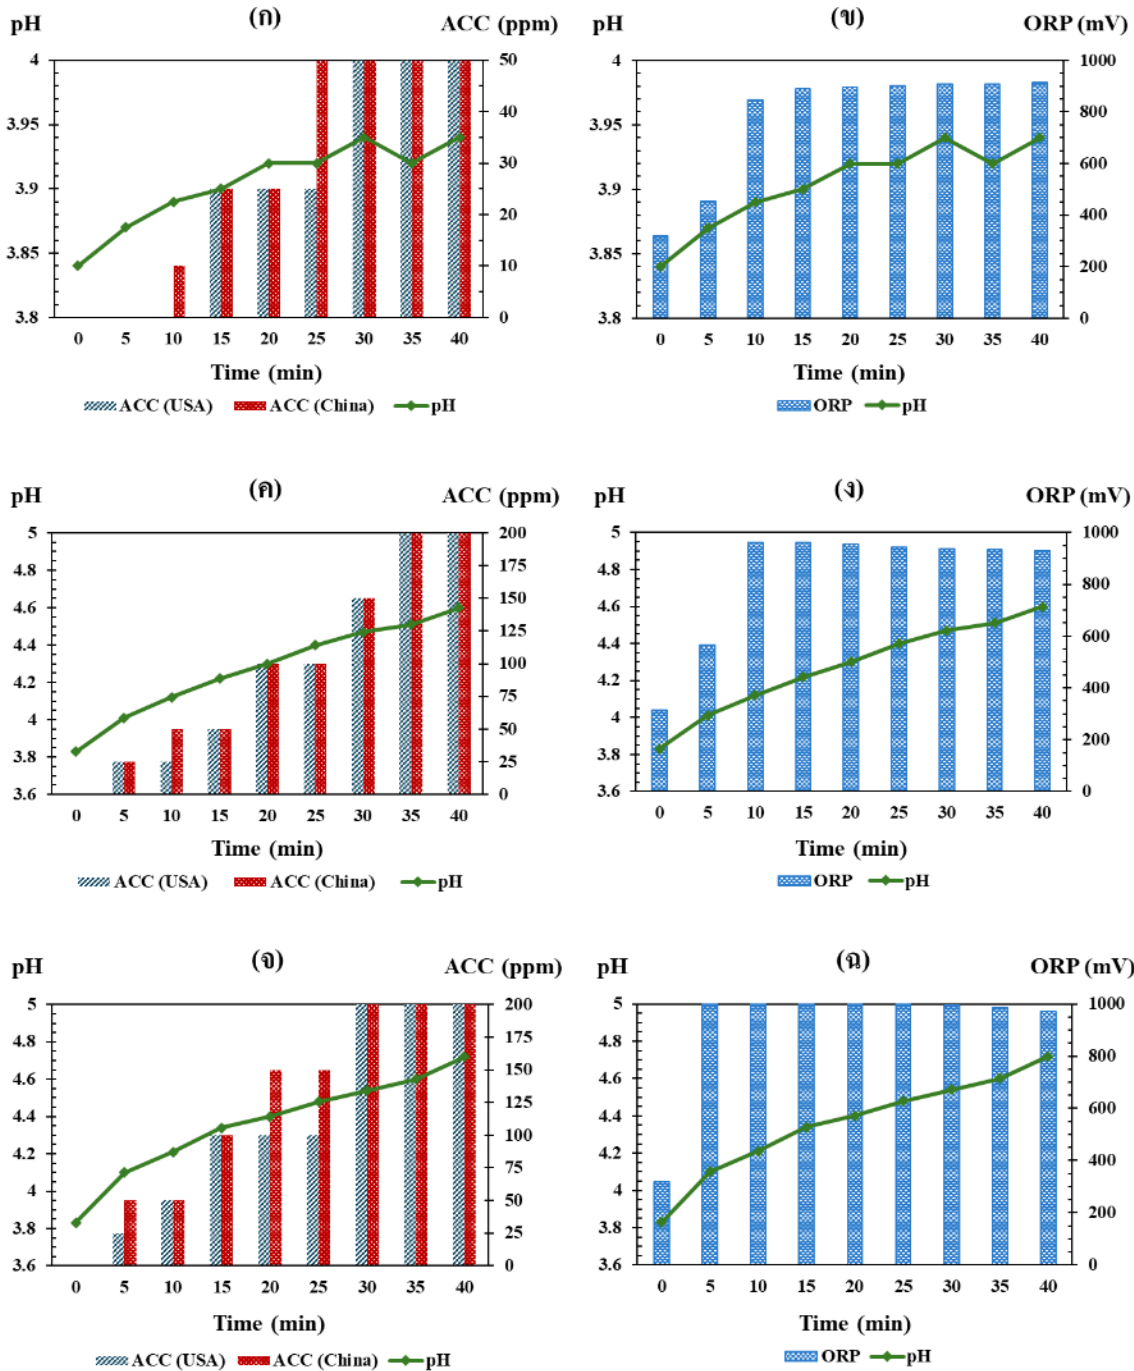 pH (ก) ACC (ppm)
4 50
3.95 40
3.9 30
20
3.85 10
3.8 0
0 5 10 15 20 25 30 35 40
Time (min)
ACC (USA) ACC (China) pH
pH (ข) ORP (mV)
4 1000
3.95 800
3.9 600
400
3.85 200
3.8 0
0 5 10 15 20 25 30 35 40
Time (min)
ORP pH
pH (ค) ACC (ppm)
5 200
4.8 175
4.6 150
4.4 125
4.2 100
4 75
50
3.8 25
3.6 0
0 5 10 15 20 25 30 35 40
Time (min)
ACC (USA) ACC (China) pH
pH (ง) ORP (mV)
5 1000
4.8 800
4.6
4.4 600
4.2 400
4
3.8 200
3.6 0
0 5 10 15 20 25 30 35 40
Time (min)
ORP pH
pH (จ) ACC (ppm)
5 200
4.8 175
4.6 150
4.4 125
4.2 100
4 75
50
3.8 25
3.6 0
0 5 10 15 20 25 30 35 40
Time (min)
ACC (USA) ACC (China) pH
pH (ฉ) ORP (mV)
5 1000
4.8 800
4.6
4.4 600
4.2 400
4
3.8 200
3.6 0
0 5 10 15 20 25 30 35 40
Time (min)
ORP pH